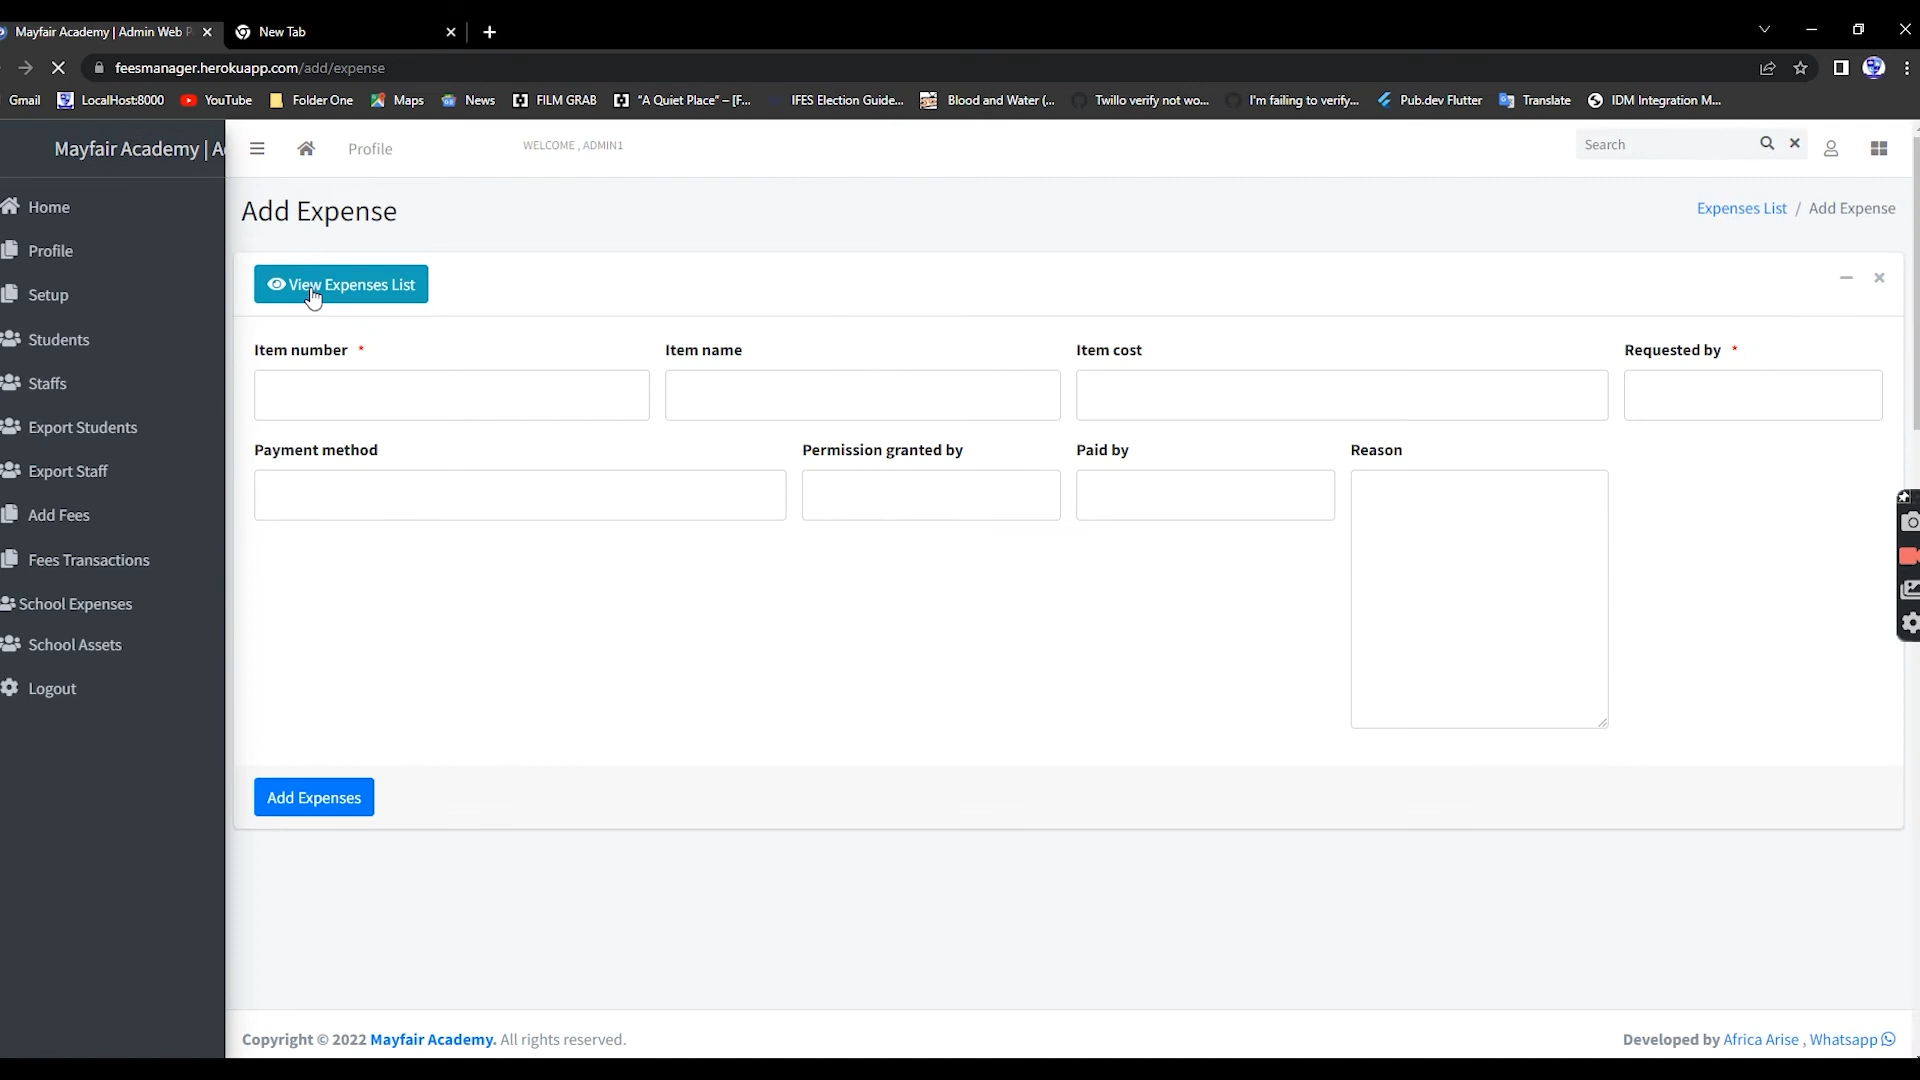 Mayfair Academy | Admin Web P
New Tab
feesmanager.herokuapp.com/add/expense
Gmail
LocalHost:8000
YouTube
Folder One
Maps
News
FILM GRAB
"A Quiet Place" – [F...
IFES Election Guide...
Blood and Water (...
Twillo verify not wo...
I'm failing to verify...
Pub.dev Flutter
Translate
IDM Integration M...
Mayfair Academy | A
Profile
WELCOME , ADMIN1
Search
Home
Profile
Setup
Students
Staffs
Export Students
Export Staff
Add Fees
Fees Transactions
School Expenses
School Assets
Logout
Add Expense
Expenses List / Add Expense
View Expenses List
Item number *
Item name
Item cost
Requested by *
Payment method
Permission granted by
Paid by
Reason
Add Expenses
Copyright © 2022 Mayfair Academy. All rights reserved.
Developed by Africa Arise , Whatsapp